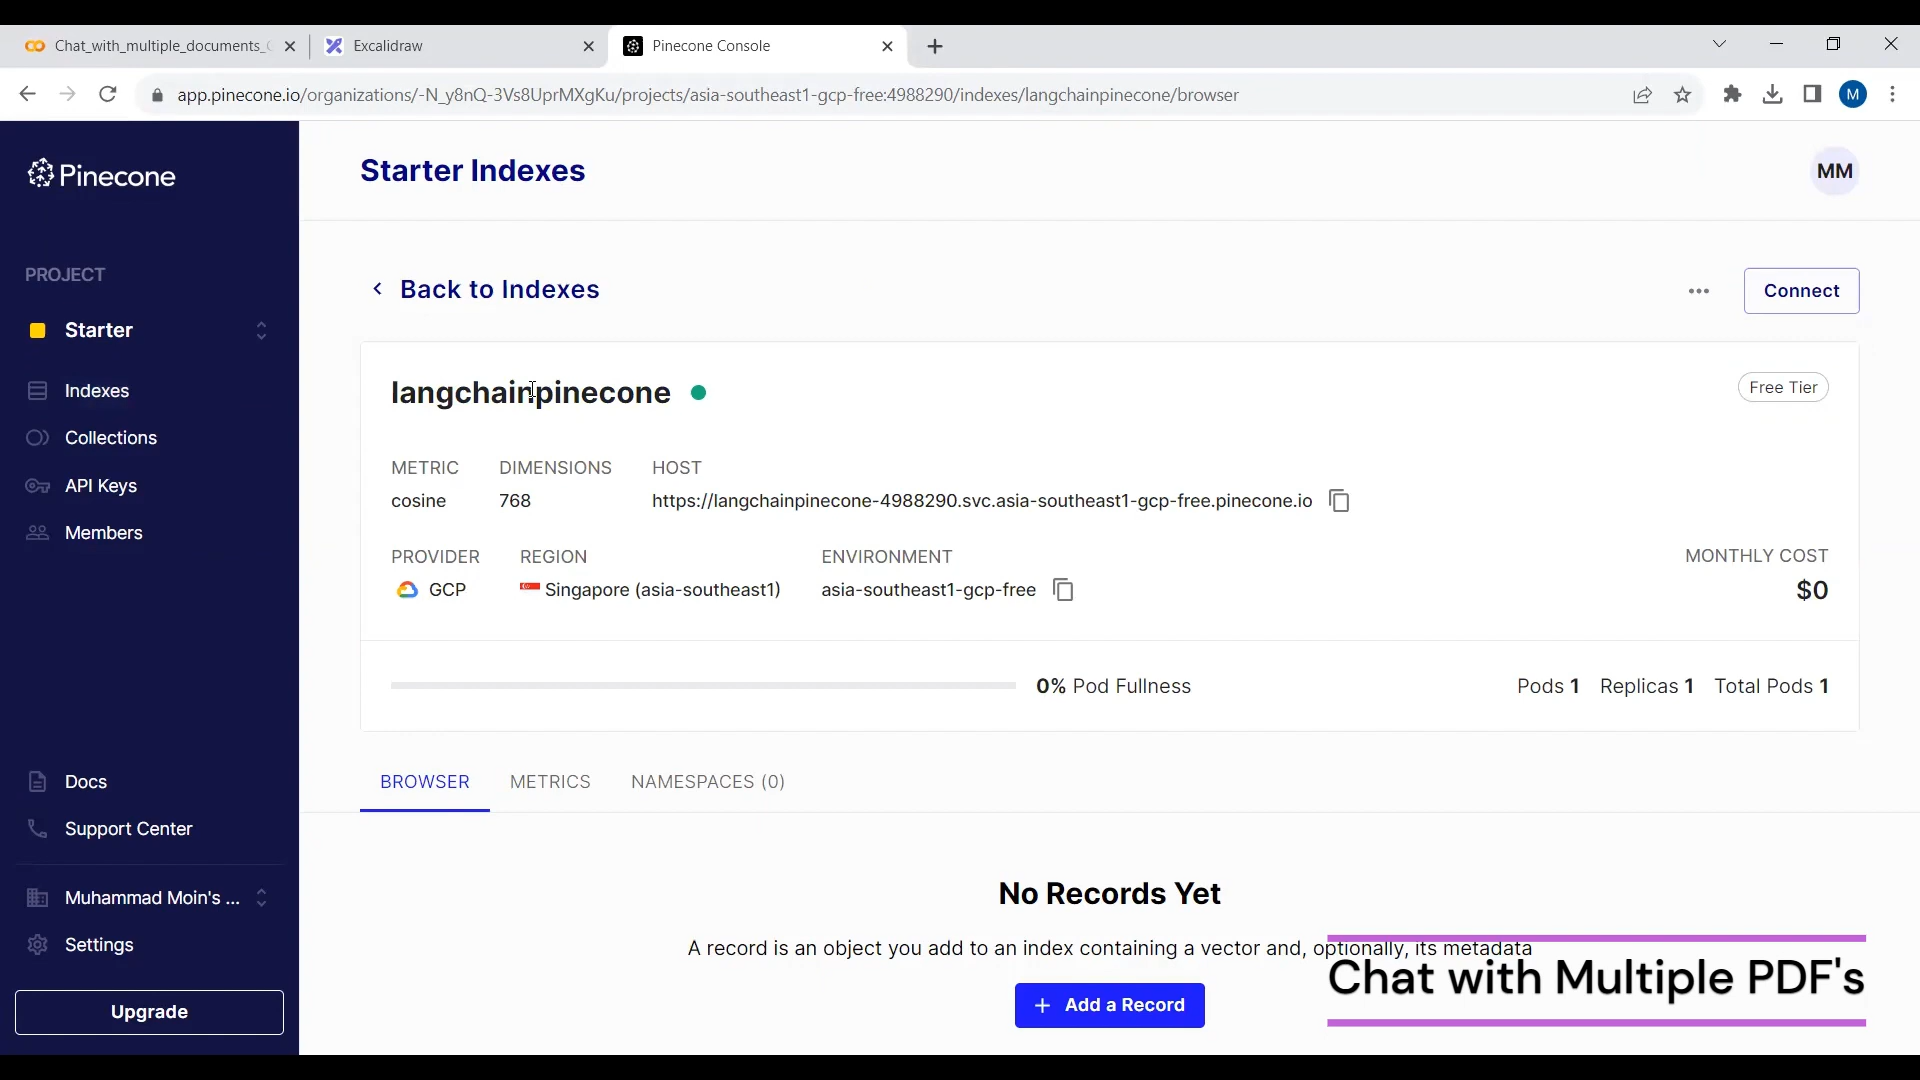 Chat_with_multiple_documents_
Excalidraw
Pinecone Console
app.pinecone.io/organizations/-N_y8nQ-3Vs8UprMXgKu/projects/asia-southeast1-gcp-free:4988290/indexes/langchainpinecone/browser
M
Pinecone
Starter Indexes
MM
PROJECT
Starter
Indexes
Collections
API Keys
Members
Docs
Support Center
Muhammad Moin's ...
Settings
Upgrade
Back to Indexes
Connect
langchainpinecone
Free Tier
METRIC DIMENSIONS HOST
cosine 768 https://langchainpinecone-4988290.svc.asia-southeast1-gcp-free.pinecone.io
PROVIDER REGION ENVIRONMENT MONTHLY COST
GCP Singapore (asia-southeast1) asia-southeast1-gcp-free $0
0% Pod Fullness Pods 1 Replicas 1 Total Pods 1
BROWSER METRICS NAMESPACES (0)
No Records Yet
A record is an object you add to an index containing a vector and, optionally, its metadata
+ Add a Record
Chat with Multiple PDF's